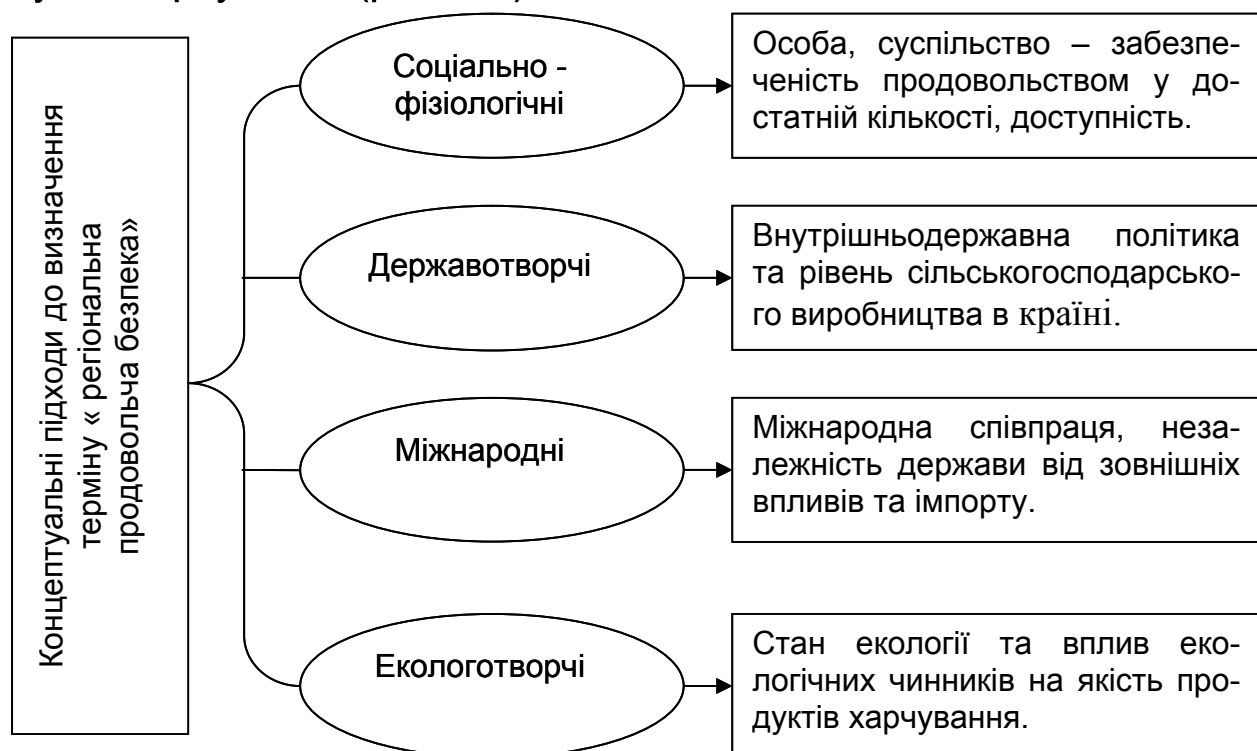 Концептуальні підходи до визначення
терміну « регіональна
продовольча безпека»
Соціально -
фізіологічні
Особа, суспільство – забезпе-
ченість продовольством у до-
статній кількості, доступність.
Державотворчі
Внутрішньодержавна політика
та рівень сільськогосподарсько-
го виробництва в країні.
Міжнародні
Міжнародна співпраця, неза-
лежність держави від зовнішніх
впливів та імпорту.
Екологотворчі
Стан екології та вплив еко-
логічних чинників на якість про-
дуктів харчування.